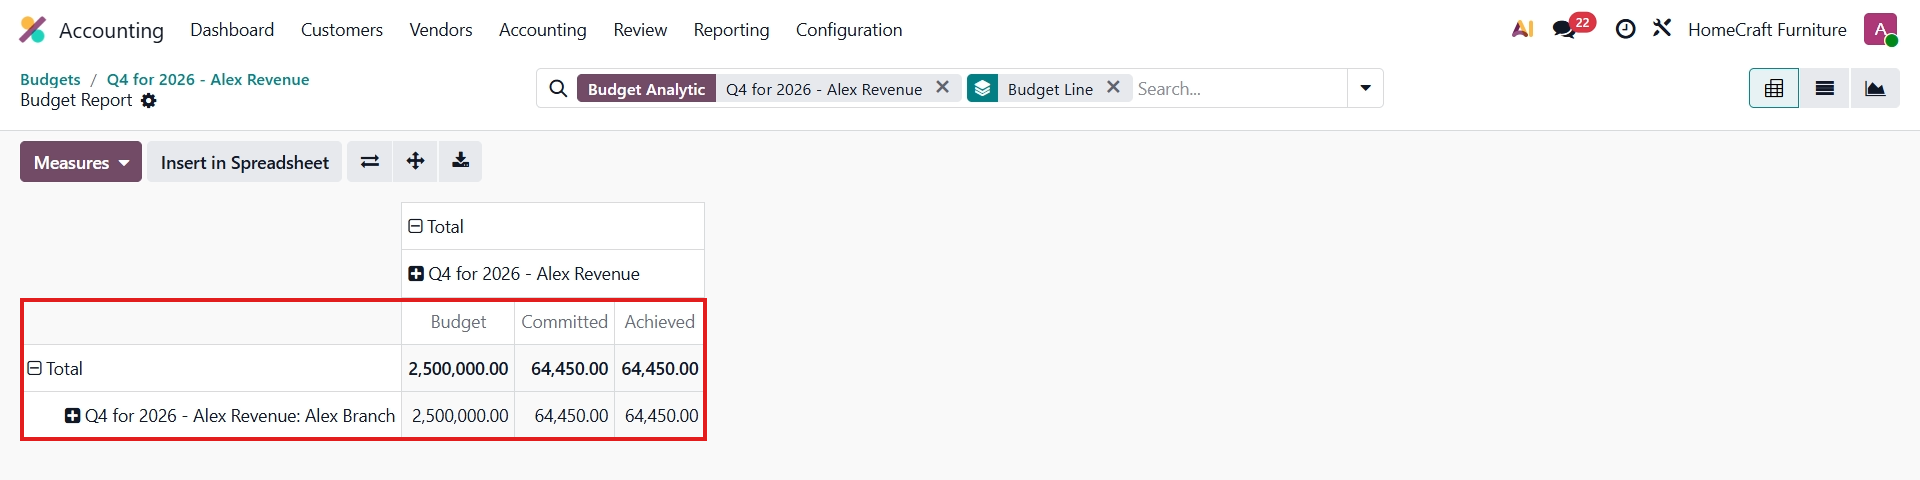 Accounting Dashboard Customers Vendors Accounting Review Reporting Configuration AI 22 HomeCraft Furniture A
Budgets / Q4 for 2026 - Alex Revenue
Budget Report
Budget Analytic Q4 for 2026 - Alex Revenue Budget Line Search...
Measures Insert in Spreadsheet
Total
Q4 for 2026 - Alex Revenue
Budget Committed Achieved
Total 2,500,000.00 64,450.00 64,450.00
Q4 for 2026 - Alex Revenue: Alex Branch 2,500,000.00 64,450.00 64,450.00